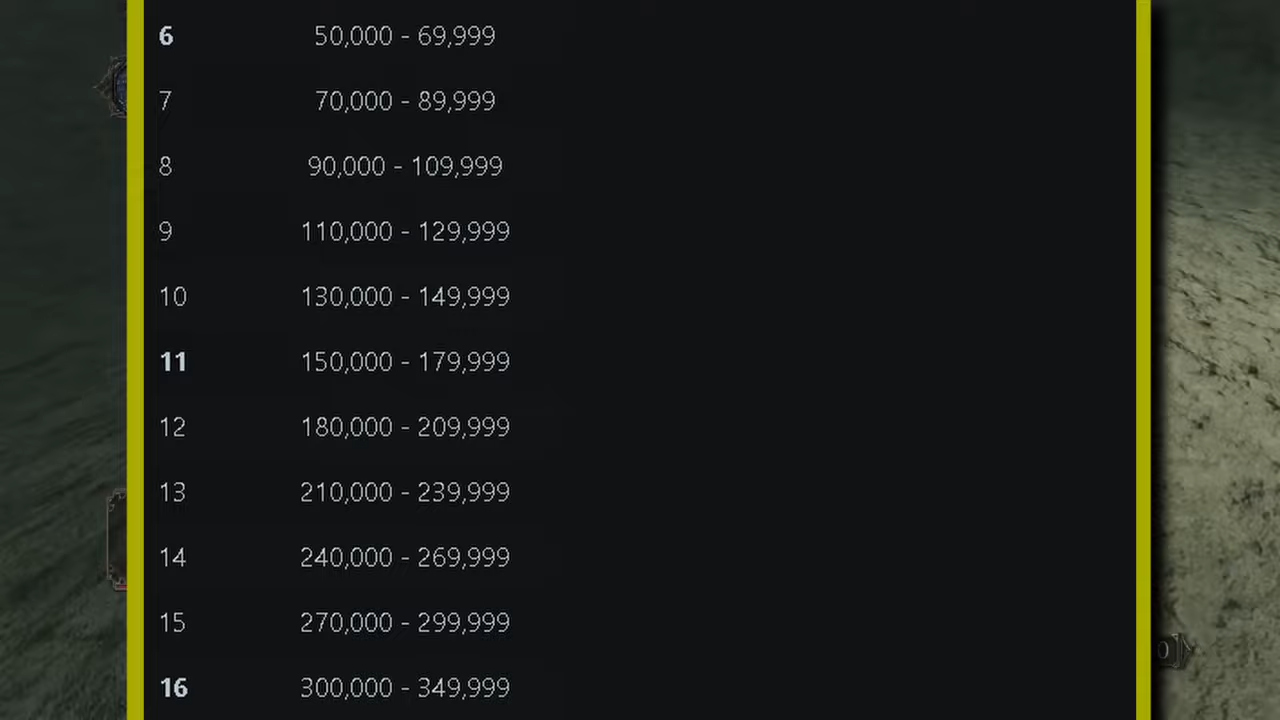 6 50,000 - 69,999
7 70,000 - 89,999
8 90,000 - 109,999
9 110,000 - 129,999
10 130,000 - 149,999
11 150,000 - 179,999
12 180,000 - 209,999
13 210,000 - 239,999
14 240,000 - 269,999
15 270,000 - 299,999
16 300,000 - 349,999
0